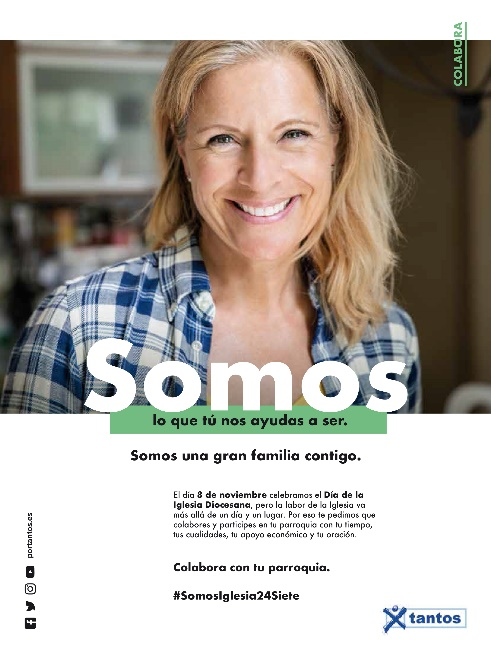 COLABORA
Somos
lo que tú nos ayudas a ser.
Somos una gran familia contigo.
El día 8 de noviembre celebramos el Día de la
Iglesia Diocesana, pero la labor de la Iglesia va
más allá de un día y un lugar. Por eso te pedimos que
colabores y participes en tu parroquia con tu tiempo,
tus cualidades, tu apoyo económico y tu oración.
Colabora con tu parroquia.
#SomosIglesia24Siete
portantos.es
Xtantos